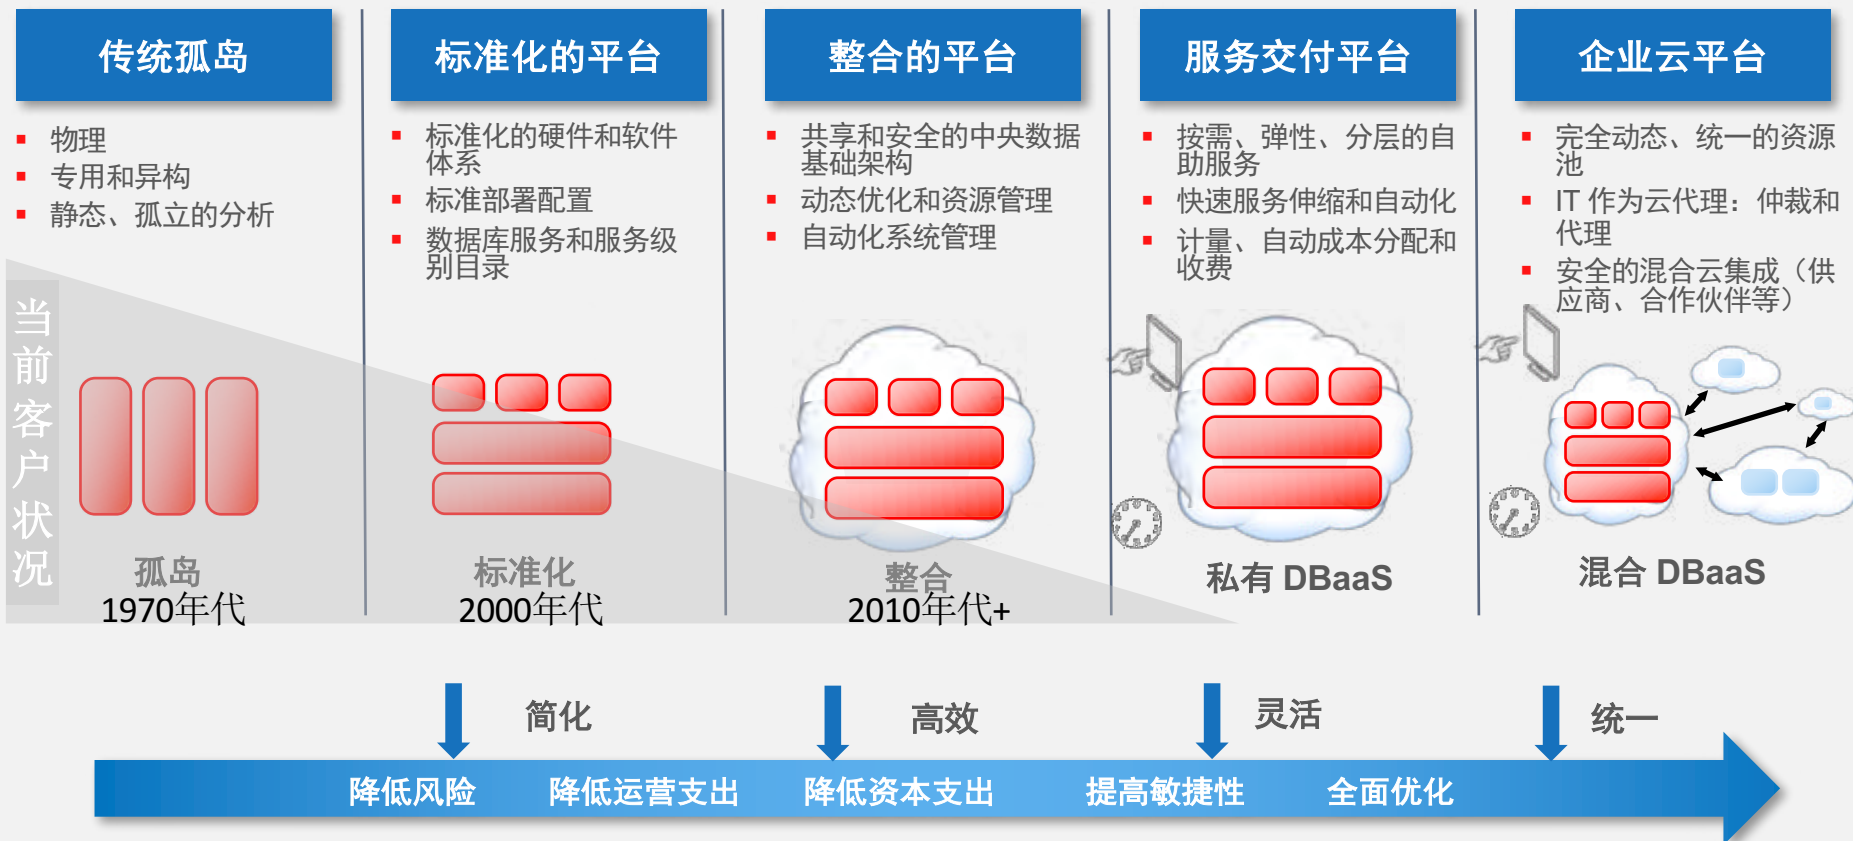 传统孤岛
标准化的平台
整合的平台
服务交付平台
企业云平台
物理
专用和异构
静态、孤立的分析
标准化的硬件和软件
体系
标准部署配置
数据库服务和服务级
别目录
共享和安全的中央数据
基础架构
动态优化和资源管理
自动化系统管理
按需、弹性、分层的自
助服务
快速服务伸缩和自动化
计量、自动成本分配和
收费
完全动态、统一的资源
池
IT 作为云代理：仲裁和
代理
安全的混合云集成（供
应商、合作伙伴等）
当前客户状况
孤岛
1970年代
标准化
2000年代
整合
2010年代+
私有 DBaaS
混合 DBaaS
简化
高效
灵活
统一
降低风险
降低运营支出
降低资本支出
提高敏捷性
全面优化